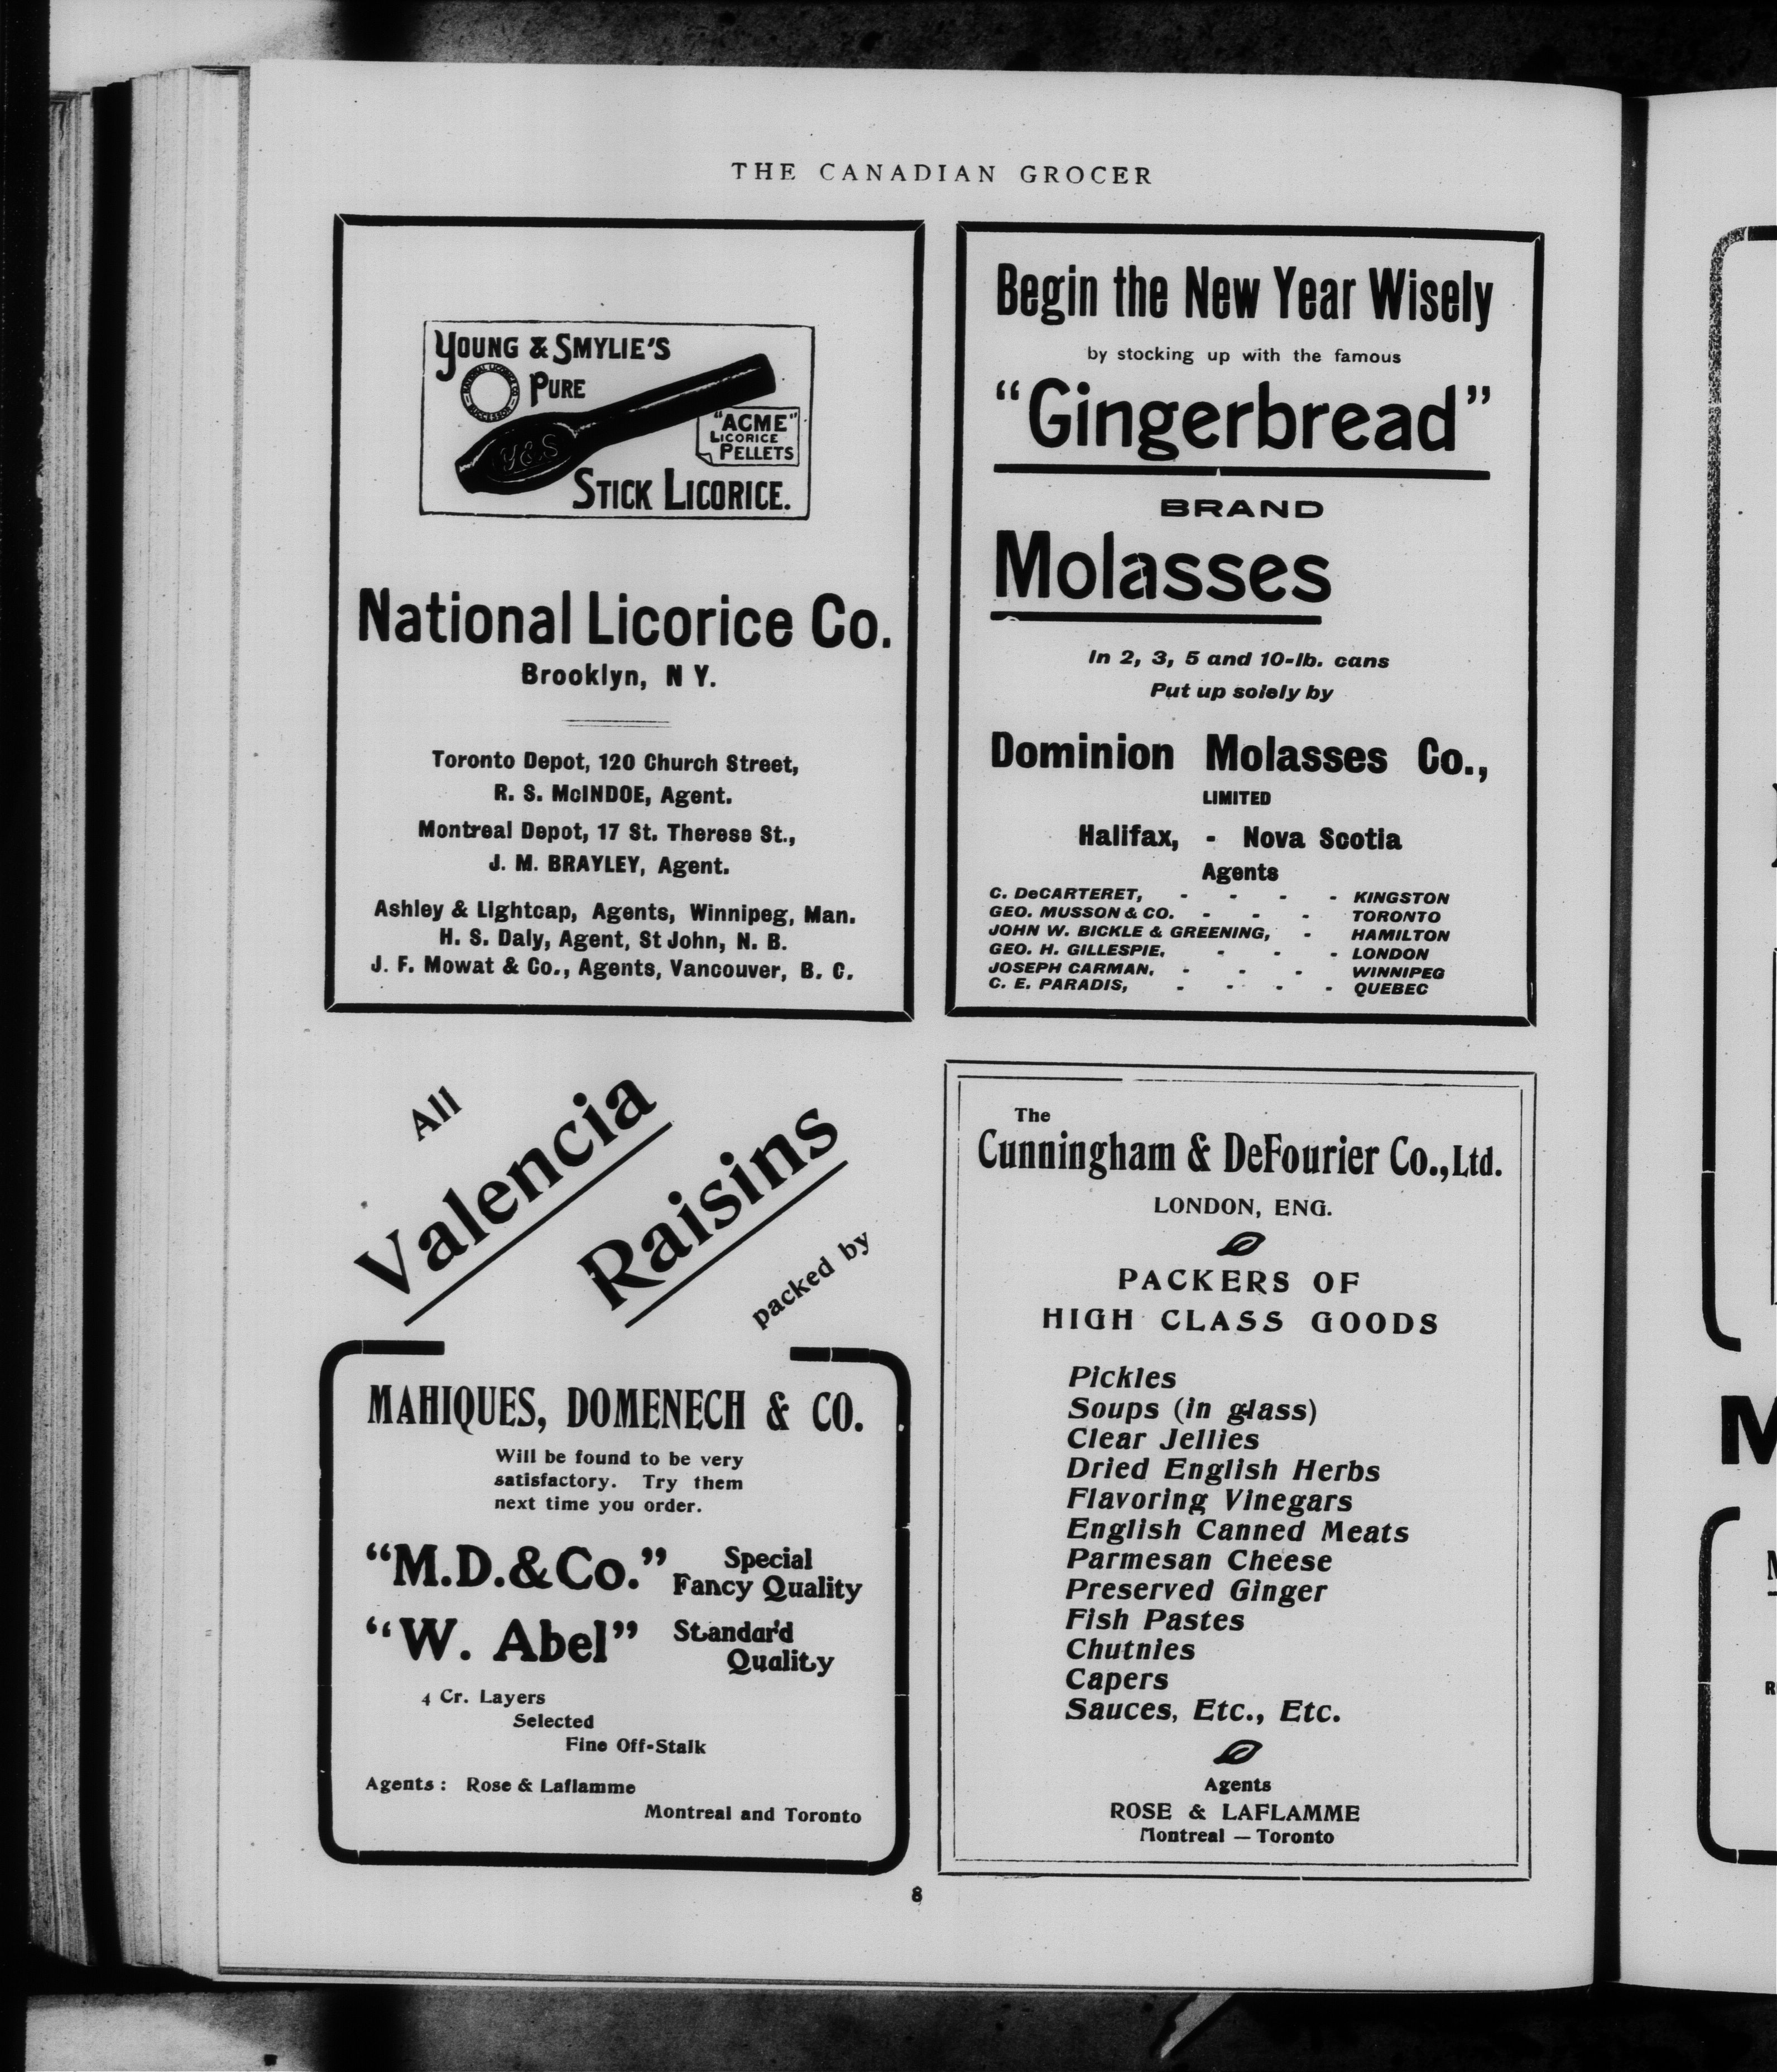 THE CANADIAN GROCER
YOUNG & SMYLIE'S
PURE
NATIONAL LICORICE CO.
SUCCESSOR
Y&S
"ACME"
LICORICE
PELLETS
STICK LICORICE.
National Licorice Co.
Brooklyn, N Y.
Toronto Depot, 120 Church Street,
R. S. McINDOE, Agent.
Montreal Depot, 17 St. Therese St.,
J. M. BRAYLEY, Agent.
Ashley & Lightcap, Agents, Winnipeg, Man.
H. S. Daly, Agent, St John, N. B.
J. F. Mowat & Co., Agents, Vancouver, B. C.
Begin the New Year Wisely
by stocking up with the famous
"Gingerbread"
BRAND
Molasses
In 2, 3, 5 and 10-lb. cans
Put up solely by
Dominion Molasses Co.,
LIMITED
Halifax, - Nova Scotia
Agents
C. DeCARTERET, - - - - KINGSTON
GEO. MUSSON & CO. - - - TORONTO
JOHN W. BICKLE & GREENING, - HAMILTON
GEO. H. GILLESPIE, - - - LONDON
JOSEPH CARMAN, - - - WINNIPEG
C. E. PARADIS, - - - - QUEBEC
All
Valencia
Raisins
packed by
MAHIQUES, DOMENECH & CO.
Will be found to be very
satisfactory. Try them
next time you order.
"M.D.&Co." Special
Fancy Quality
"W. Abel" Standard
Quality
4 Cr. Layers
Selected
Fine Off-Stalk
Agents: Rose & Laflamme
Montreal and Toronto
The
Cunningham & DeFourier Co., Ltd.
LONDON, ENG.
PACKERS OF
HIGH CLASS GOODS
Pickles
Soups (in glass)
Clear Jellies
Dried English Herbs
Flavoring Vinegars
English Canned Meats
Parmesan Cheese
Preserved Ginger
Fish Pastes
Chutnies
Capers
Sauces, Etc., Etc.
Agents
ROSE & LAFLAMME
Montreal — Toronto
8